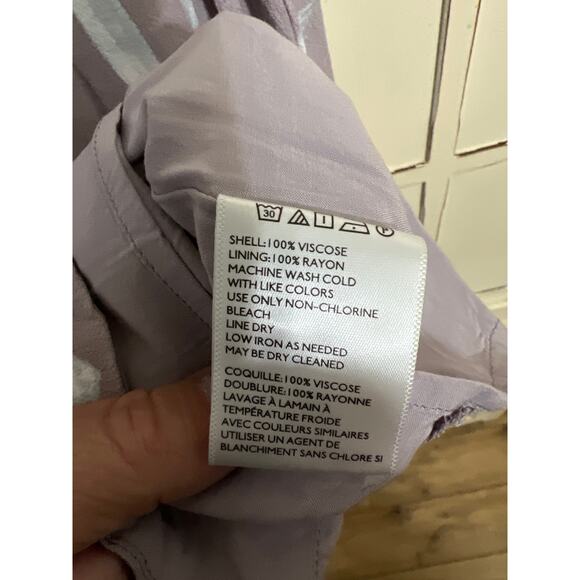 30 P
SHELL:100% VISCOSE
LINING:100% RAYON
MACHINE WASH COLD
WITH LIKE COLORS
USE ONLY NON-CHLORINE
BLEACH
LINE DRY
LOW IRON AS NEEDED
MAY BE DRY CLEANED
COQUILLE:100% VISCOSE
DOUBLURE:100% RAYONNE
LAVAGE À LAMAIN À
TEMPÉRATURE FROIDE
AVEC COULEURS SIMILAIRES
UTILISER UN AGENT DE
BLANCHIMENT SANS CHLORE SI